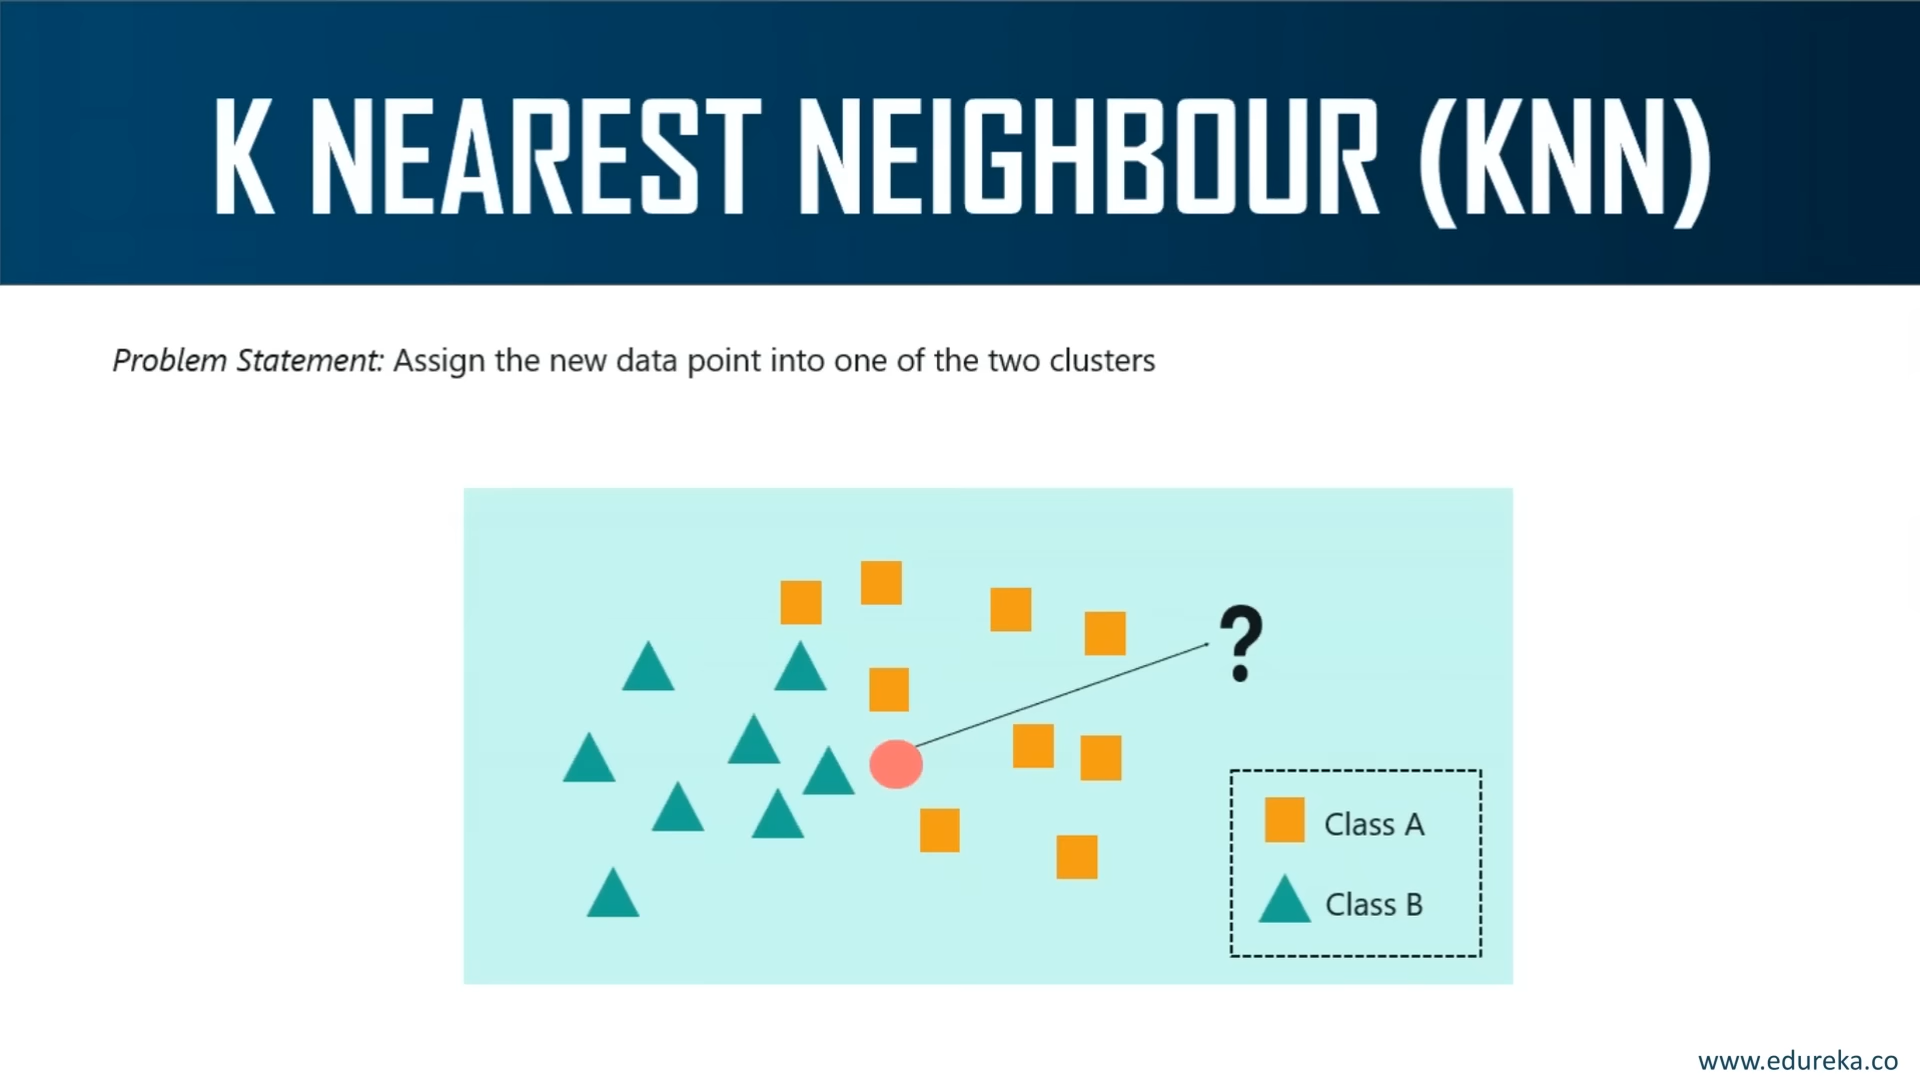 K NEAREST NEIGHBOUR (KNN)
Problem Statement: Assign the new data point into one of the two clusters
?
Class A
Class B
www.edureka.co